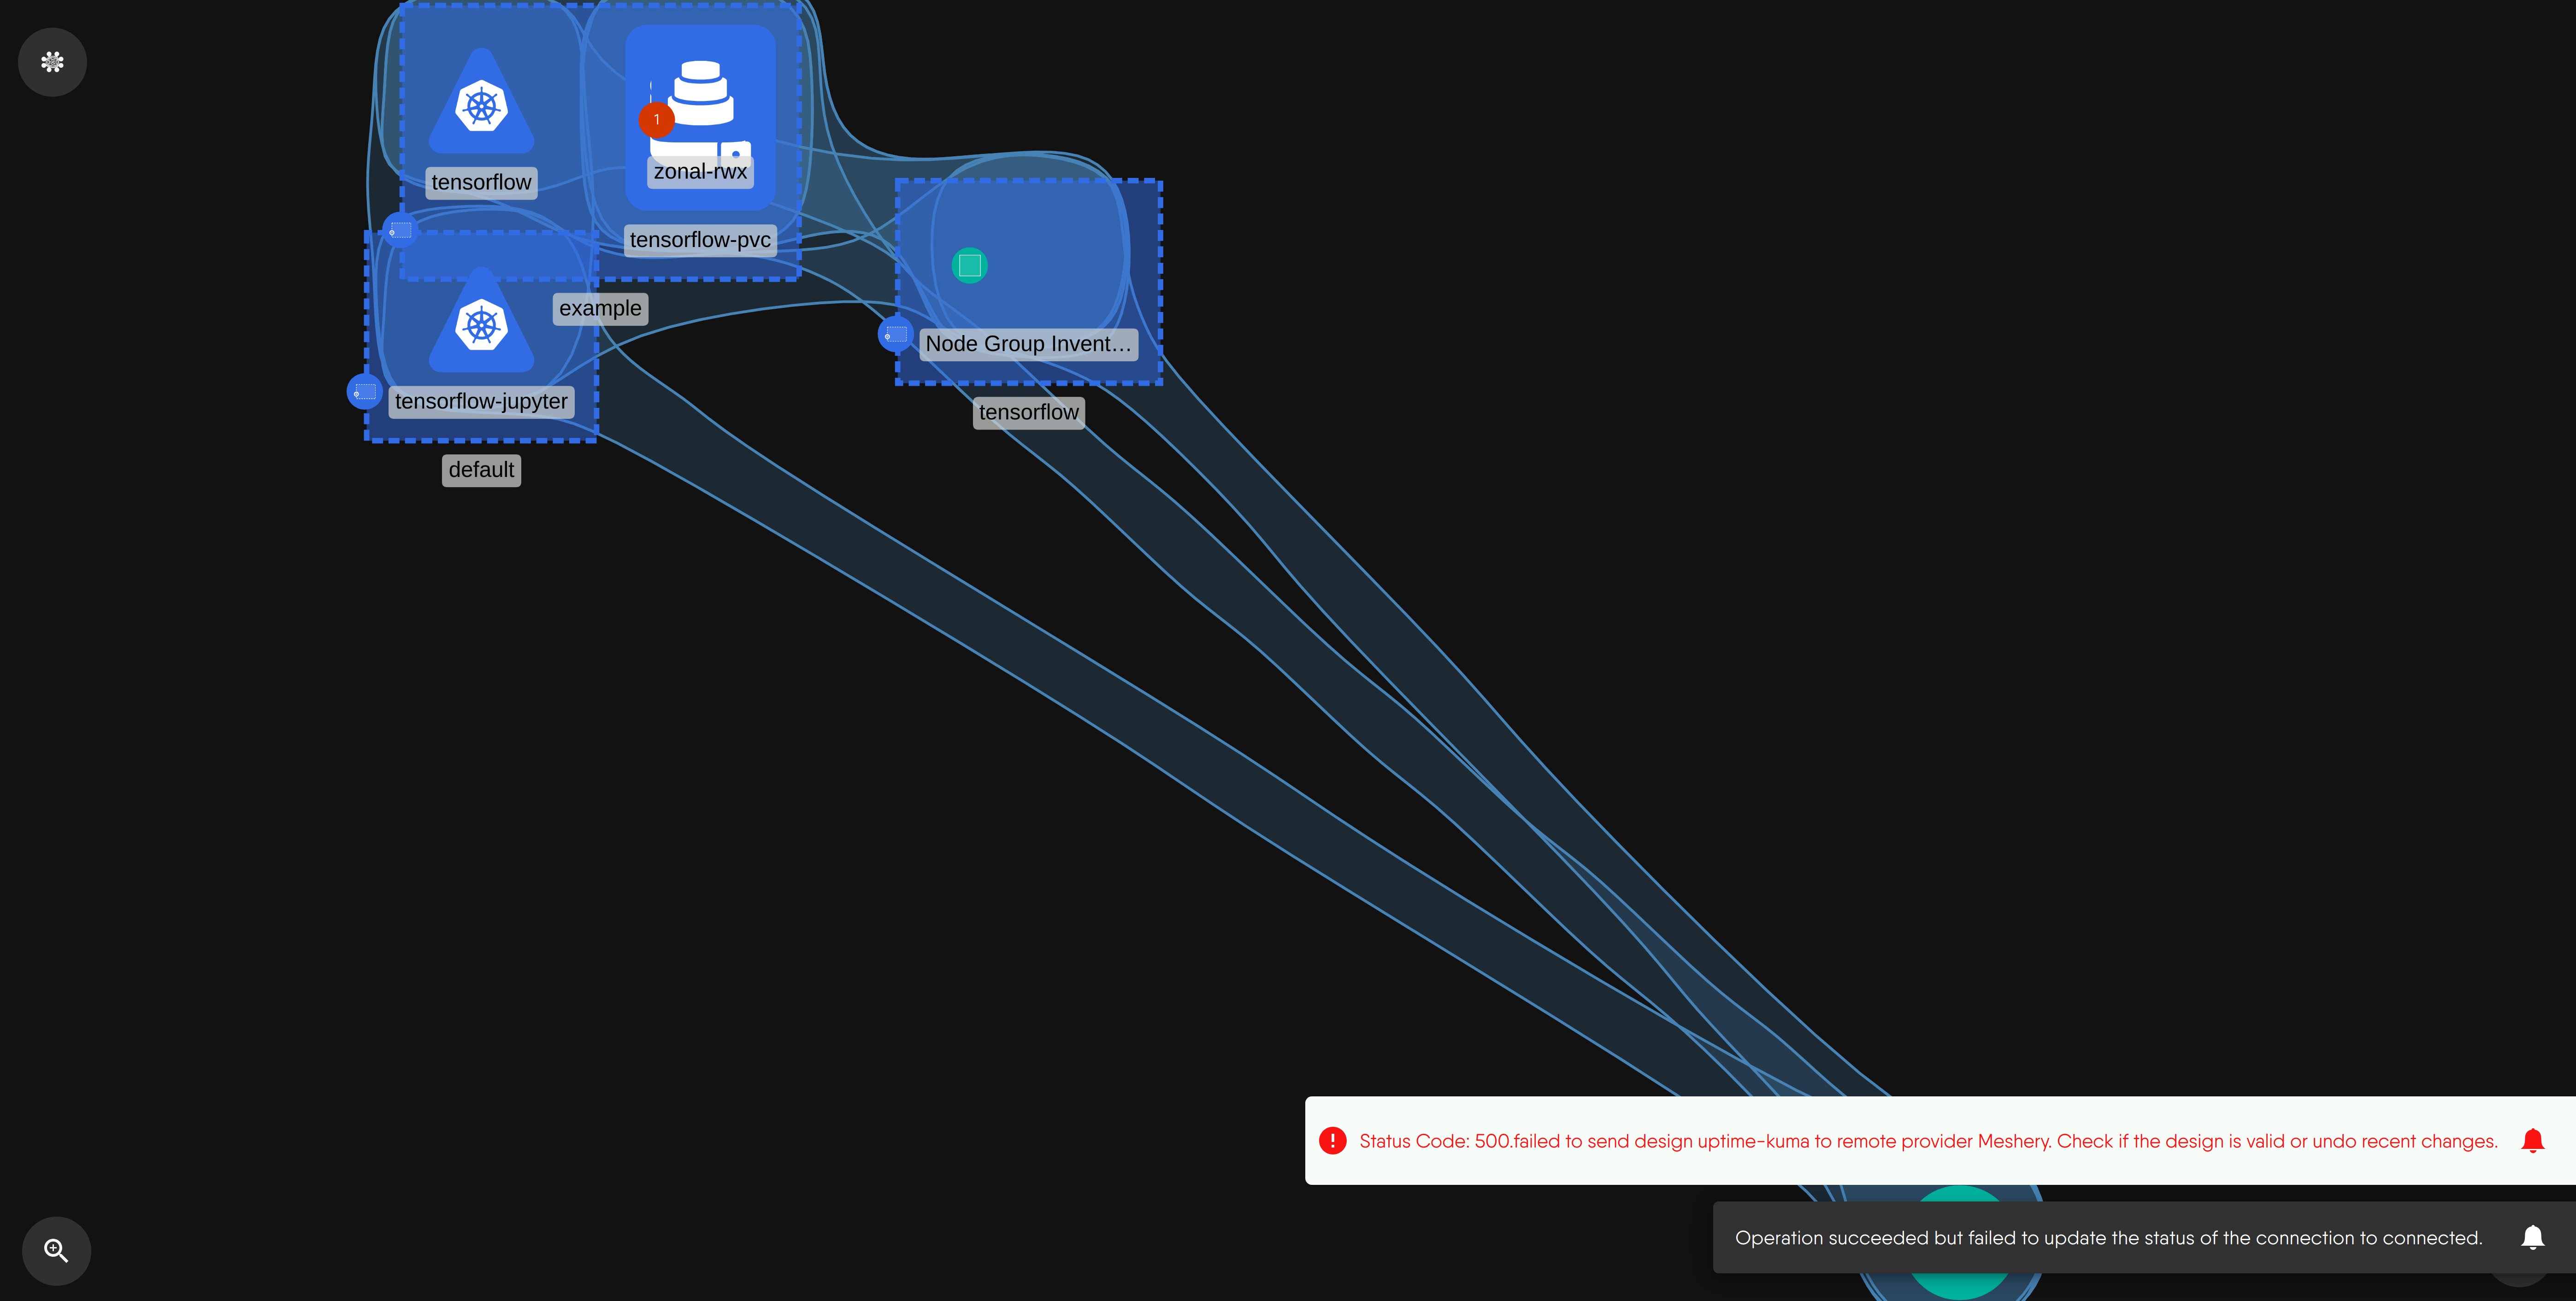 1
zonal-rwx
tensorflow
tensorflow-pvc
example
Node Group Invent…
tensorflow-jupyter
tensorflow
default
Status Code: 500.failed to send design uptime-kuma to remote provider Meshery. Check if the design is valid or undo recent changes.
Operation succeeded but failed to update the status of the connection to connected.